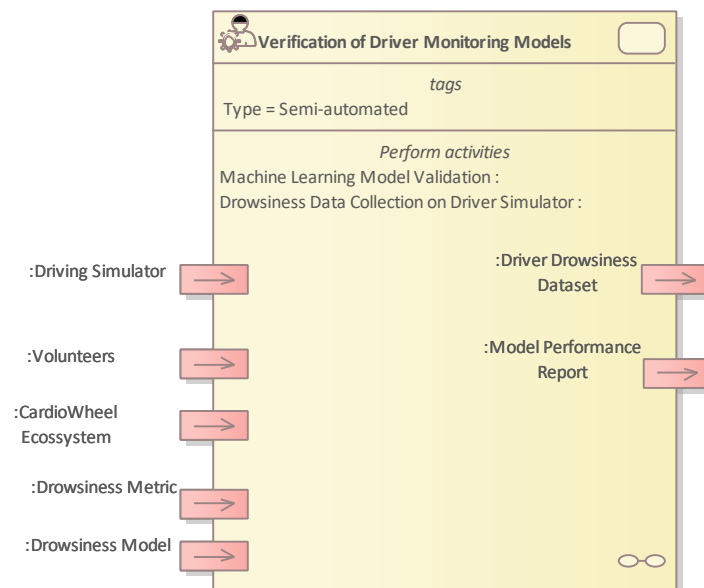 Verification of Driver Monitoring Models
tags
Type = Semi-automated
Perform activities
Machine Learning Model Validation :
Drowsiness Data Collection on Driver Simulator :
:Driving Simulator
:Volunteers
:CardioWheel
Ecossystem
:Drowsiness Metric
:Drowsiness Model
:Driver Drowsiness
Dataset
:Model Performance
Report